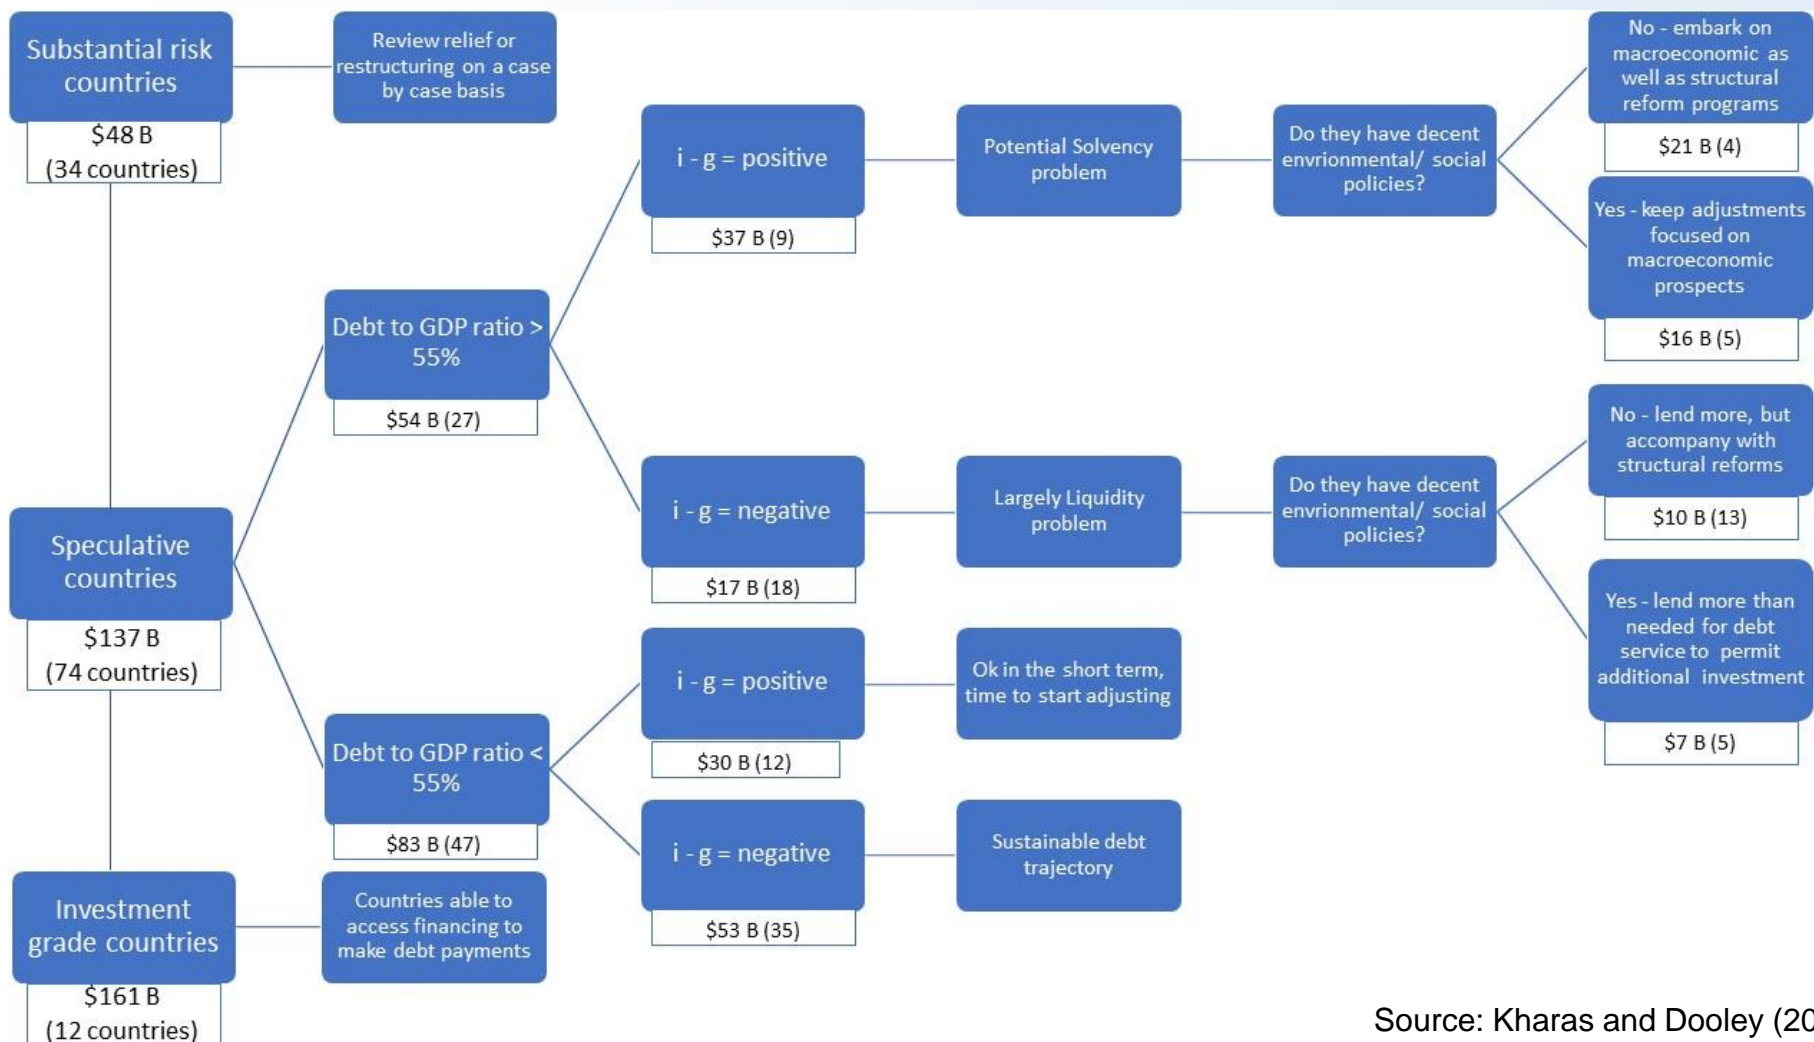 Substantial risk
countries
$48 B
(34 countries)
Review relief or
restructuring on a case
by case basis
Speculative
countries
$137 B
(74 countries)
Debt to GDP ratio >
55%
$54 B (27)
i - g = positive
$37 B (9)
Potential Solvency
problem
Do they have decent
envrionmental/ social
policies?
No - embark on
macroeconomic as
well as structural
reform programs
$21 B (4)
Yes - keep adjustments
focused on
macroeconomic
prospects
$16 B (5)
i - g = negative
$17 B (18)
Largely Liquidity
problem
Do they have decent
envrionmental/ social
policies?
No - lend more, but
accompany with
structural reforms
$10 B (13)
Yes - lend more than
needed for debt
service to permit
additional investment
$7 B (5)
Debt to GDP ratio <
55%
$83 B (47)
i - g = positive
$30 B (12)
Ok in the short term,
time to start adjusting
i - g = negative
$53 B (35)
Sustainable debt
trajectory
Investment
grade countries
$161 B
(12 countries)
Countries able to
access financing to
make debt payments
Source: Kharas and Dooley (20